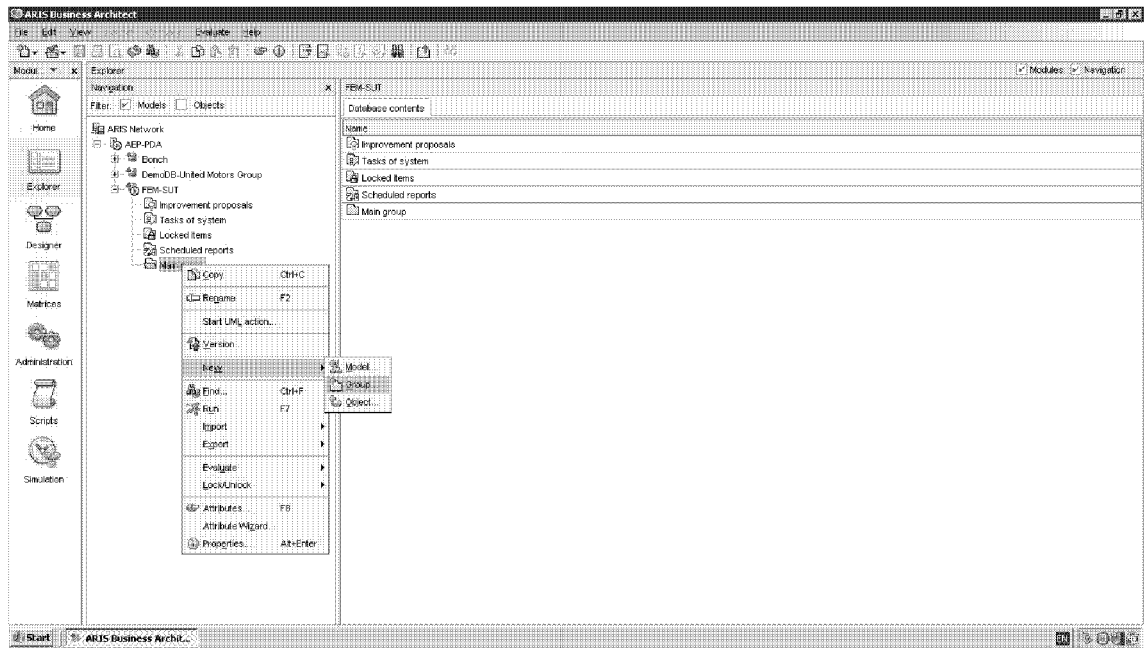 ARIS Business Architect
File Edit View Evaluate Help
Modul... Explorer Modules Navigation
Navigation
Filter: Models Objects
ARIS Network
AEP-PDA
Bonch
DemoDB-United Motors Group
FEM-SUT
Improvement proposals
Tasks of system
Locked items
Scheduled reports
Home
Explorer
Designer
Matrices
Administration
Scripts
Simulation
Copy Ctrl+C
Rename F2
Start UML action...
Version
New
Find... Ctrl+F
Run F7
Import
Export
Evaluate
Lock/Unlock
Attributes... F8
Attribute Wizard
Properties... Alt+Enter
Model...
Group
Object...
FEM-SUT
Database contents
Name
Improvement proposals
Tasks of system
Locked items
Scheduled reports
Main group
Start ARIS Business Archit... EN